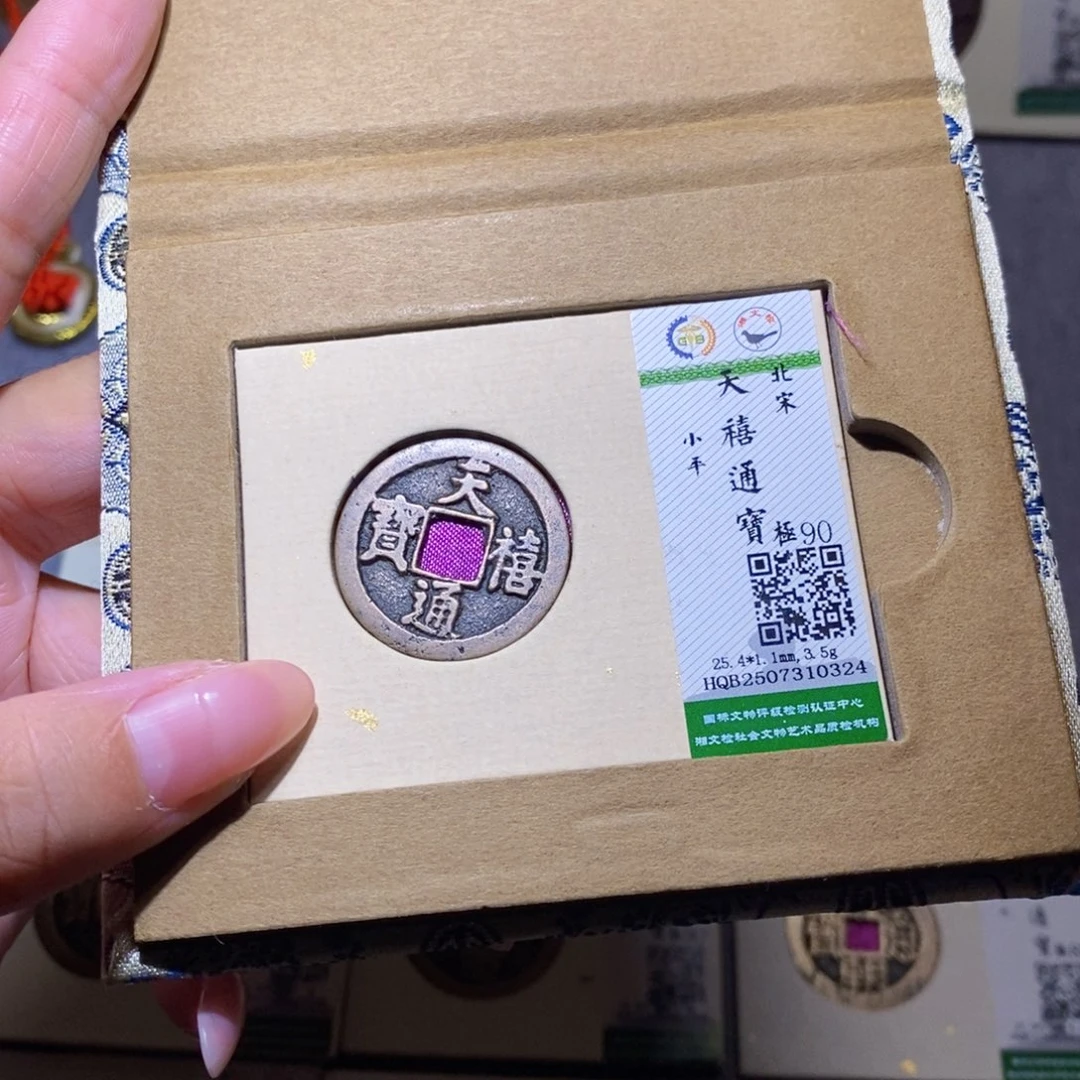 天禧通寶
北宋
天禧通寶
小平
極90
25.4*1.1mm,3.5g
HQB2507310324
国标文物评级检测认证中心
湘文检社会文物艺术品质检机构